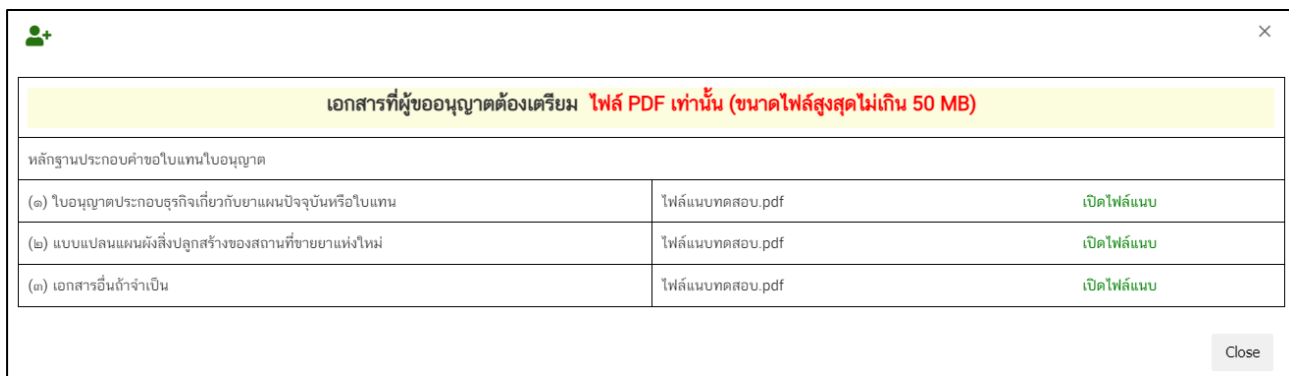 ×
เอกสารที่ผู้ขออนุญาตต้องเตรียม ไฟล์ PDF เท่านั้น (ขนาดไฟล์สูงสุดไม่เกิน 50 MB)
หลักฐานประกอบคำขอใบแทนใบอนุญาต
(๑) ใบอนุญาตประกอบธุรกิจเกี่ยวกับยาแผนปัจจุบันหรือใบแทน ไฟล์แนบทดสอบ.pdf เปิดไฟล์แนบ
(๒) แบบแปลนแผนผังสิ่งปลูกสร้างของสถานที่ขายยาแห่งใหม่ ไฟล์แนบทดสอบ.pdf เปิดไฟล์แนบ
(๓) เอกสารอื่นถ้าจำเป็น ไฟล์แนบทดสอบ.pdf เปิดไฟล์แนบ
Close